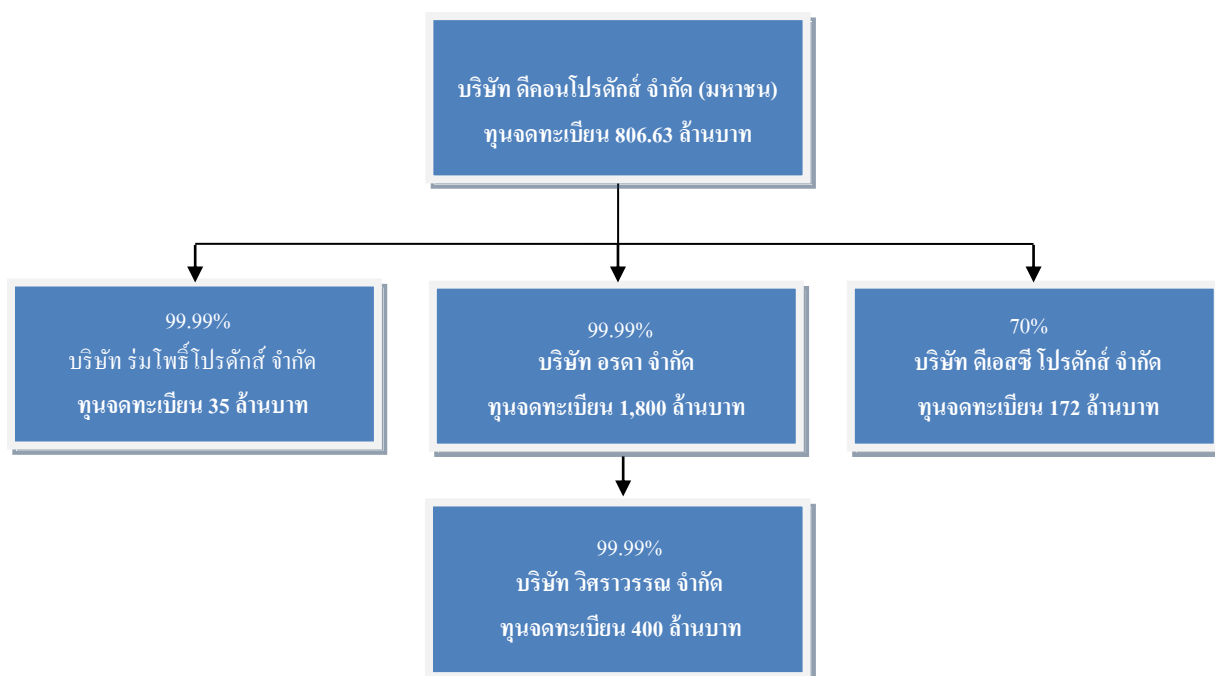 บริษัท ดีคอนโปรดักส์ จำกัด (มหาชน)
ทุนจดทะเบียน 806.63 ล้านบาท
99.99%
บริษัท ร่มโพธิ์โปรดักส์ จำกัด
ทุนจดทะเบียน 35 ล้านบาท
99.99%
บริษัท อรดา จำกัด
ทุนจดทะเบียน 1,800 ล้านบาท
70%
บริษัท ดีเอสซี โปรดักส์ จำกัด
ทุนจดทะเบียน 172 ล้านบาท
99.99%
บริษัท วิศราวรรณ จำกัด
ทุนจดทะเบียน 400 ล้านบาท